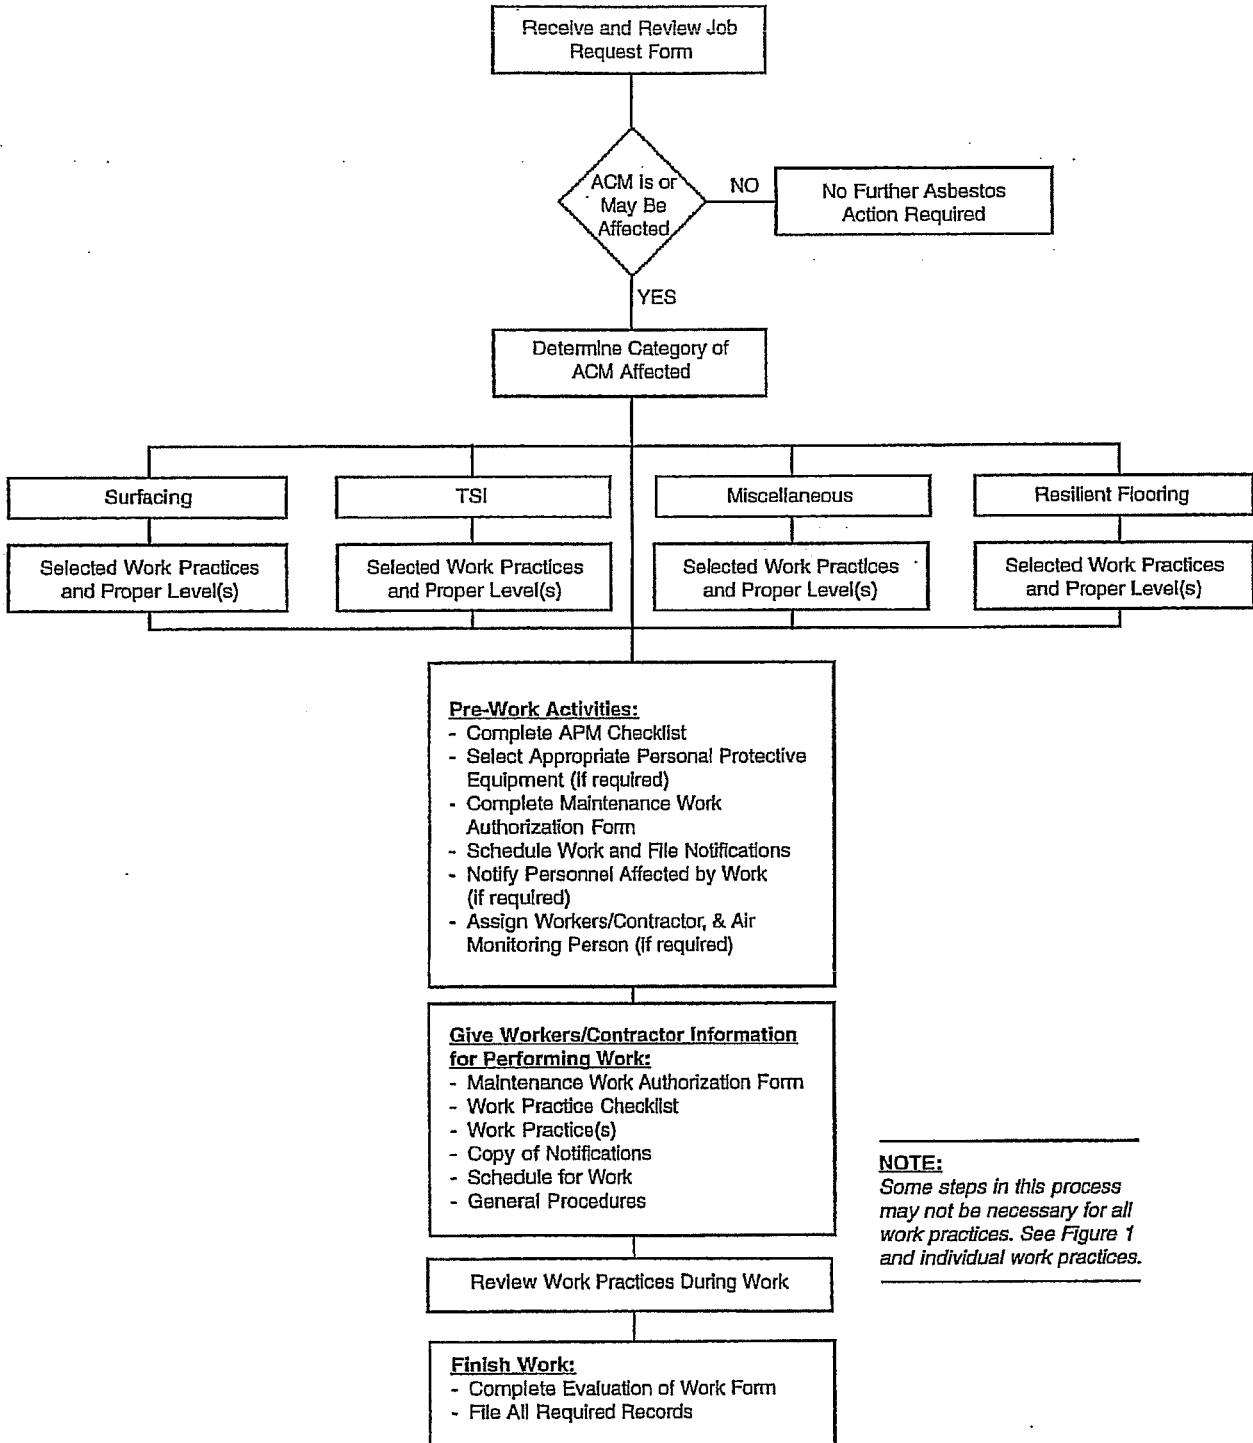 Receive and Review Job
Request Form
ACM is or
May Be
Affected
NO
No Further Asbestos
Action Required
YES
Determine Category of
ACM Affected
Surfacing
TSI
Miscellaneous
Resilient Flooring
Selected Work Practices
and Proper Level(s)
Selected Work Practices
and Proper Level(s)
Selected Work Practices
and Proper Level(s)
Selected Work Practices
and Proper Level(s)
Pre-Work Activities:
- Complete APM Checklist
- Select Appropriate Personal Protective
Equipment (if required)
- Complete Maintenance Work
Authorization Form
- Schedule Work and File Notifications
- Notify Personnel Affected by Work
(if required)
- Assign Workers/Contractor, & Air
Monitoring Person (if required)
Give Workers/Contractor Information
for Performing Work:
- Maintenance Work Authorization Form
- Work Practice Checklist
- Work Practice(s)
- Copy of Notifications
- Schedule for Work
- General Procedures
NOTE:
Some steps in this process
may not be necessary for all
work practices. See Figure 1
and individual work practices.
Review Work Practices During Work
Finish Work:
- Complete Evaluation of Work Form
- File All Required Records